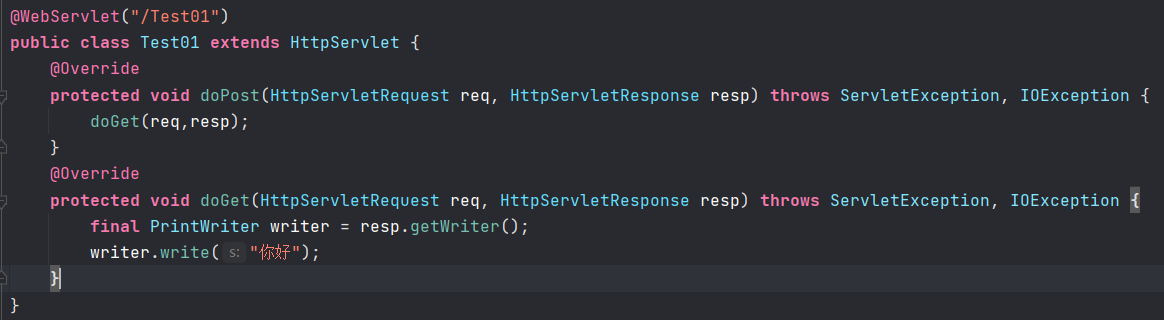 @WebServlet("/Test01")
public class Test01 extends HttpServlet {
@Override
protected void doPost(HttpServletRequest req, HttpServletResponse resp) throws ServletException, IOException {
doGet(req,resp);
}
@Override
protected void doGet(HttpServletRequest req, HttpServletResponse resp) throws ServletException, IOException {
final PrintWriter writer = resp.getWriter();
writer.write( s: "你好");
}
}